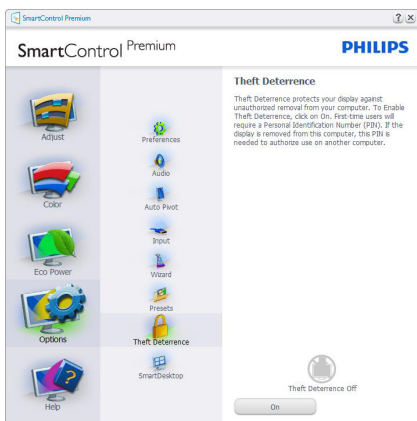 SmartControl Premium
SmartControl Premium
PHILIPS
Adjust
Color
Eco Power
Options
Help
Preferences
Audio
Auto Pivot
Input
Wizard
Presets
Theft Deterrence
SmartDesktop
Theft Deterrence
Theft Deterrence protects your display against
unauthorized removal from your computer. To Enable
Theft Deterrence, click on On. First-time users will
require a Personal Identification Number (PIN). If the
display is removed from this computer, this PIN is
needed to authorize use on another computer.
Theft Deterrence Off
On